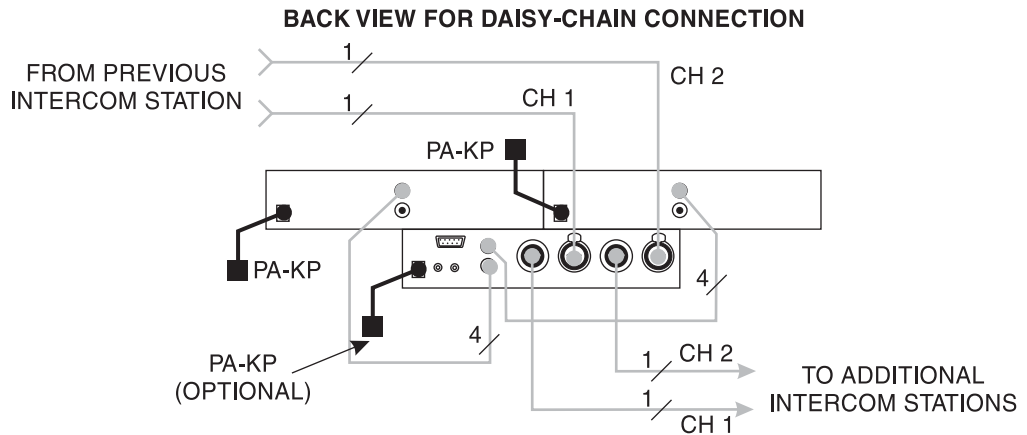 BACK VIEW FOR DAISY-CHAIN CONNECTION
1
FROM PREVIOUS
INTERCOM STATION
CH 2
1
CH 1
PA-KP
PA-KP
4
4
PA-KP
(OPTIONAL)
1
CH 2
TO ADDITIONAL
INTERCOM STATIONS
1
CH 1